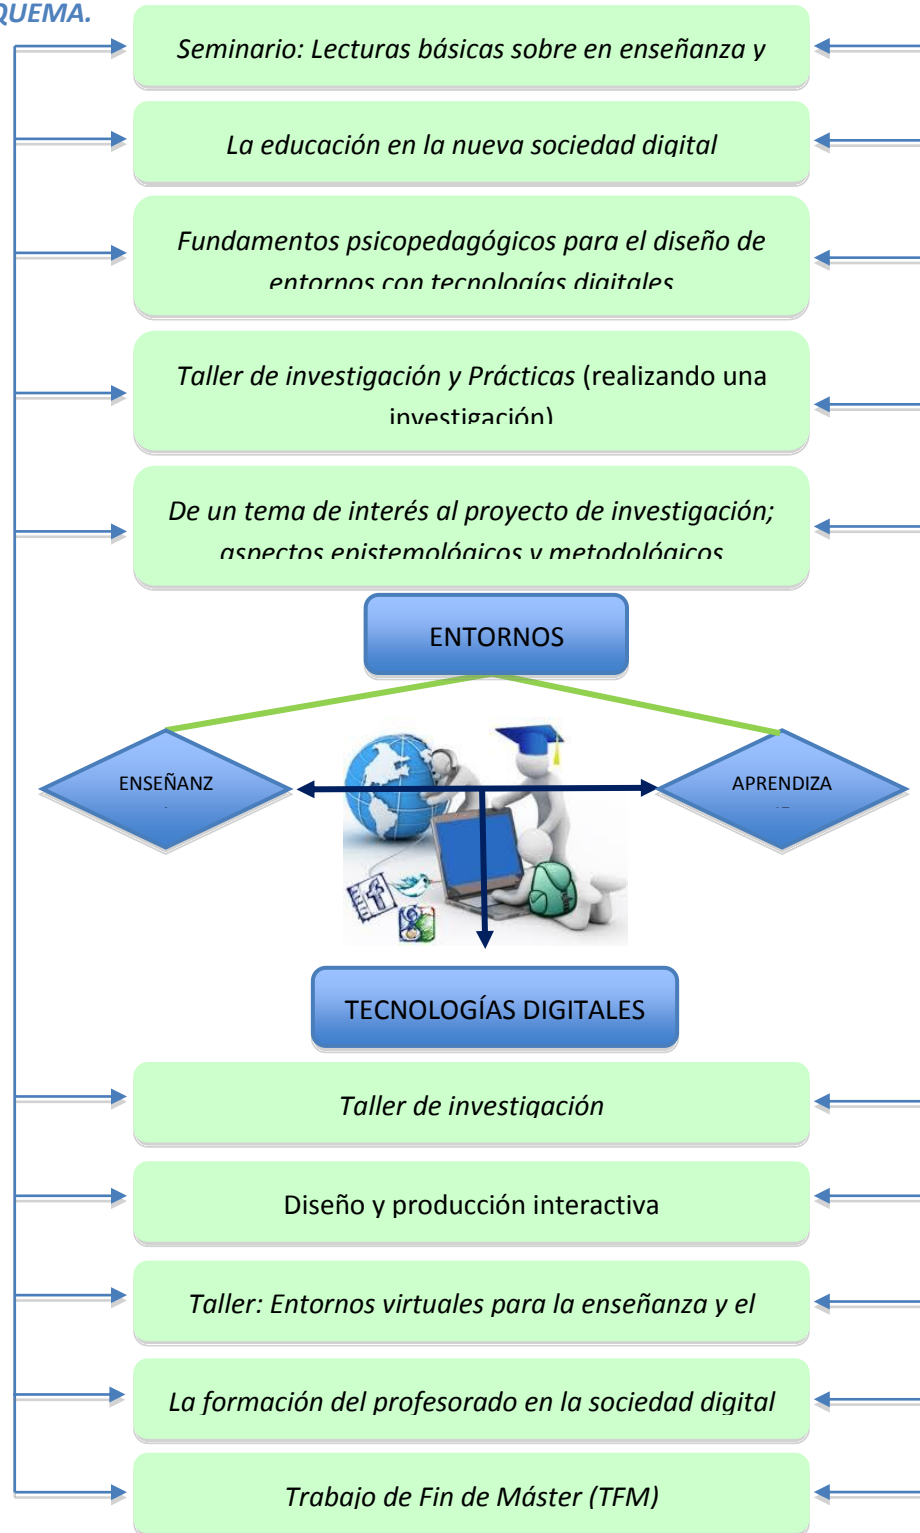 QUEMA.
Seminario: Lecturas básicas sobre en enseñanza y
La educación en la nueva sociedad digital
Fundamentos psicopedagógicos para el diseño de
entornos con tecnologías digitales
Taller de investigación y Prácticas (realizando una
investigación)
De un tema de interés al proyecto de investigación;
aspectos epistemológicos y metodológicos
ENTORNOS
ENSEÑANZ
APRENDIZA
TECNOLOGÍAS DIGITALES
Taller de investigación
Diseño y producción interactiva
Taller: Entornos virtuales para la enseñanza y el
La formación del profesorado en la sociedad digital
Trabajo de Fin de Máster (TFM)